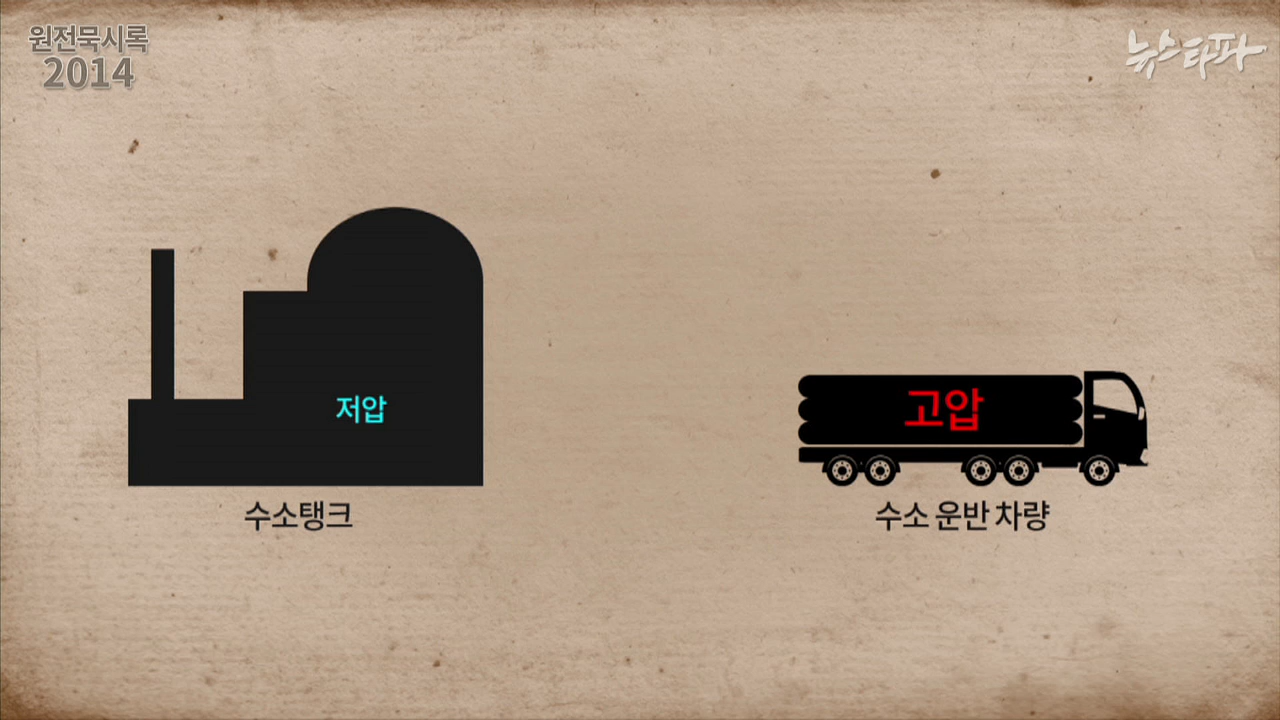 원전묵시록
2014
뉴스타파
저압
고압
수소탱크
수소 운반 차량